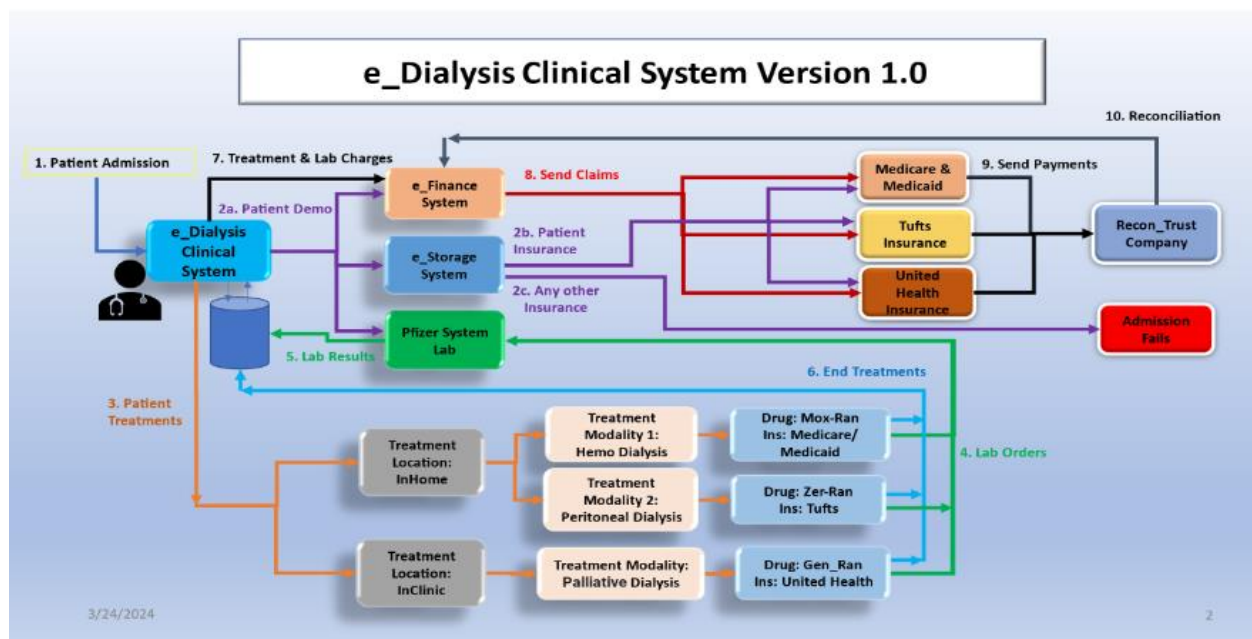 e_Dialysis Clinical System Version 1.0
10. Reconciliation
1. Patient Admission
7. Treatment & Lab Charges
e_Finance
System
8. Send Claims
Medicare &
Medicaid
9. Send Payments
2a. Patient Demo
e_Dialysis
Clinical
System
e_Storage
System
2b. Patient
Insurance
Tufts
Insurance
Recon_Trust
Company
2c. Any other
Insurance
United
Health
Insurance
Pfizer System
Lab
Admission
Fails
5. Lab Results
6. End Treatments
3. Patient
Treatments
Treatment
Location:
InHome
Treatment
Modality 1:
Hemo Dialysis
Drug: Mox-Ran
Ins: Medicare/
Medicaid
4. Lab Orders
Treatment
Modality 2:
Peritoneal Dialysis
Drug: Zer-Ran
Ins: Tufts
Treatment
Location:
InClinic
Treatment Modality:
Palliative Dialysis
Drug: Gen_Ran
Ins: United Health
3/24/2024
2